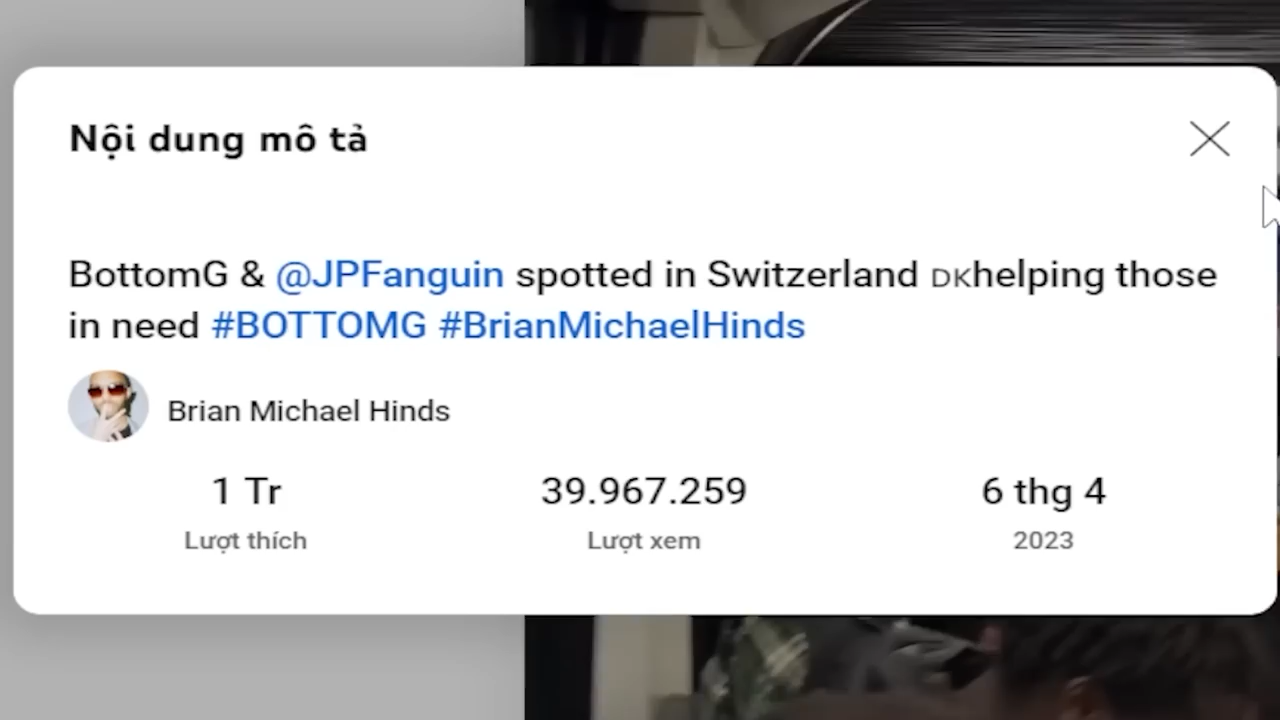 Nội dung mô tả
BottomG & @JPFanguin spotted in Switzerland DKhelping those
in need #BOTTOMG #BrianMichaelHinds
Brian Michael Hinds
1 Tr 39.967.259 6 thg 4
Lượt thích Lượt xem 2023